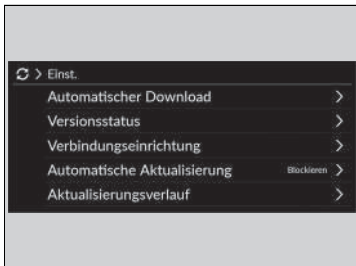 > Einst.
Automatischer Download >
Versionsstatus >
Verbindungseinrichtung >
Automatische Aktualisierung Blockieren >
Aktualisierungsverlauf >